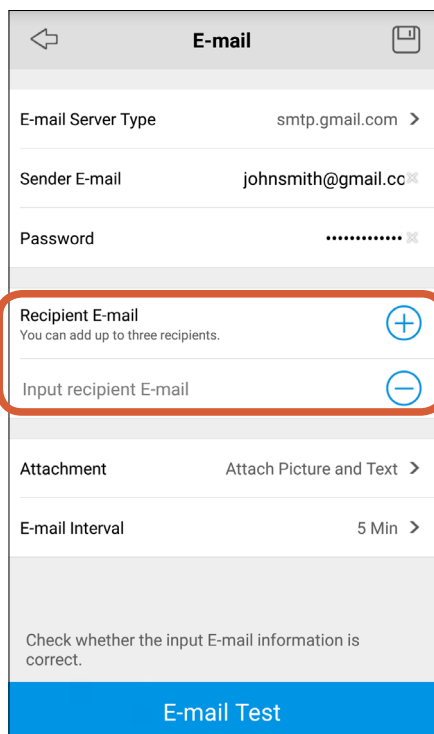 E-mail
E-mail Server Type smtp.gmail.com >
Sender E-mail johnsmith@gmail.cc
Password •••••••••••••
Recipient E-mail
You can add up to three recipients.
Input recipient E-mail
Attachment Attach Picture and Text >
E-mail Interval 5 Min >
Check whether the input E-mail information is
correct.
E-mail Test